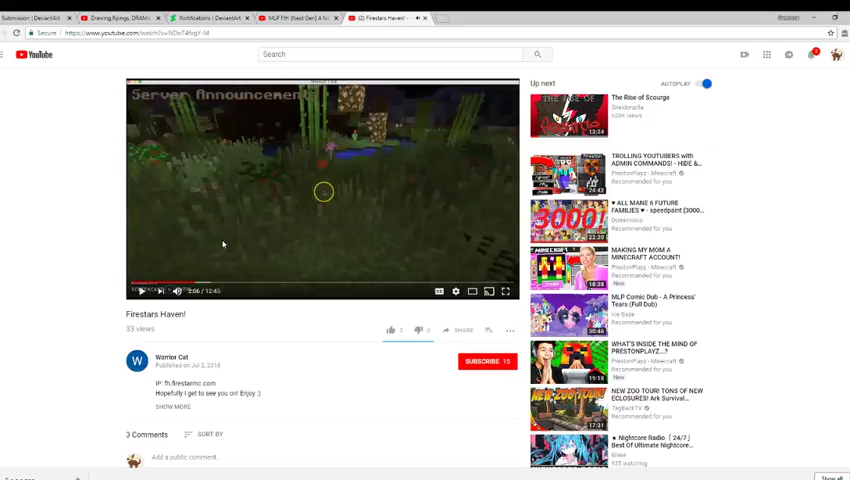 Submission | DeviantArt
Drawing, Rpings, DRAM
Notifications | DeviantArt
MLP FIM [Next Gen] A N
(2) Firestars Haven! -
Secure
YouTube
Search
Server Announcement
2:06 / 12:45
Firestars Haven!
33 views
SHARE
Warrior Cat
Published on Jul 2, 2016
SUBSCRIBE 15
IP: fh.firestarmc.com
Hopefully I get to see you on! Enjoy :)
SHOW MORE
3 Comments
SORT BY
Add a public comment...
Up next
AUTOPLAY
The Rise of Scourge
13:24
TROLLING YOUTUBERS with
ADMIN COMMANDS! - HIDE &...
PrestonPlayz - Minecraft
Recommended for you
24:42
♥ ALL MANE 6 FUTURE
FAMILIES ♥ - speedpaint (3000...
Recommended for you
3000!
22:20
MAKING MY MOM A
MINECRAFT ACCOUNT!
PrestonPlayz - Minecraft
Recommended for you
New
18:28
MLP Comic Dub - A Princess'
Tears (Full Dub)
Recommended for you
30:46
WHAT'S INSIDE THE MIND OF
PRESTONPLAYZ...?
PrestonPlayz - Minecraft
Recommended for you
New
19:18
NEW ZOO TOUR! TONS OF NEW
ECLOSURES! Ark Survival...
TagBackTV
Recommended for you
17:31
★ Nightcore Radio 「24/7」
Best Of Ultimate Nightcore...
925 watching
Show all